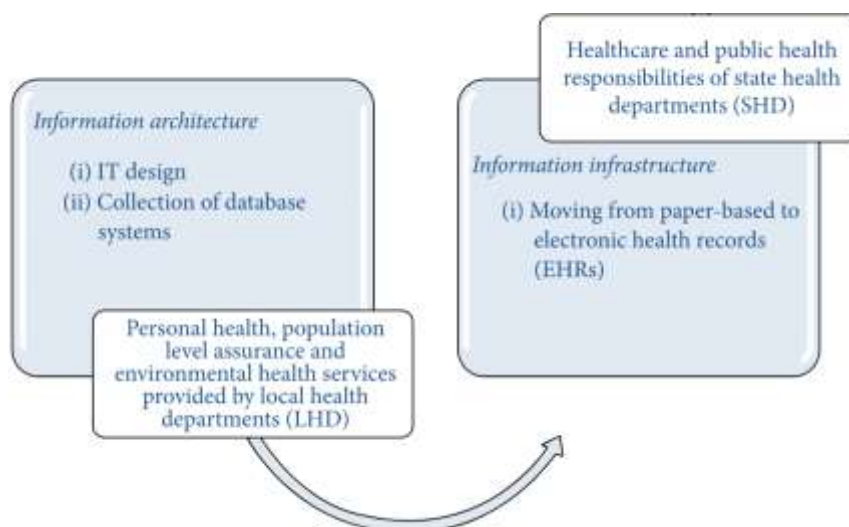 Information architecture
(i) IT design
(ii) Collection of database
systems
Personal health, population
level assurance and
environmental health services
provided by local health
departments (LHD)
Healthcare and public health
responsibilities of state health
departments (SHD)
Information infrastructure
(i) Moving from paper-based to
electronic health records
(EHRs)